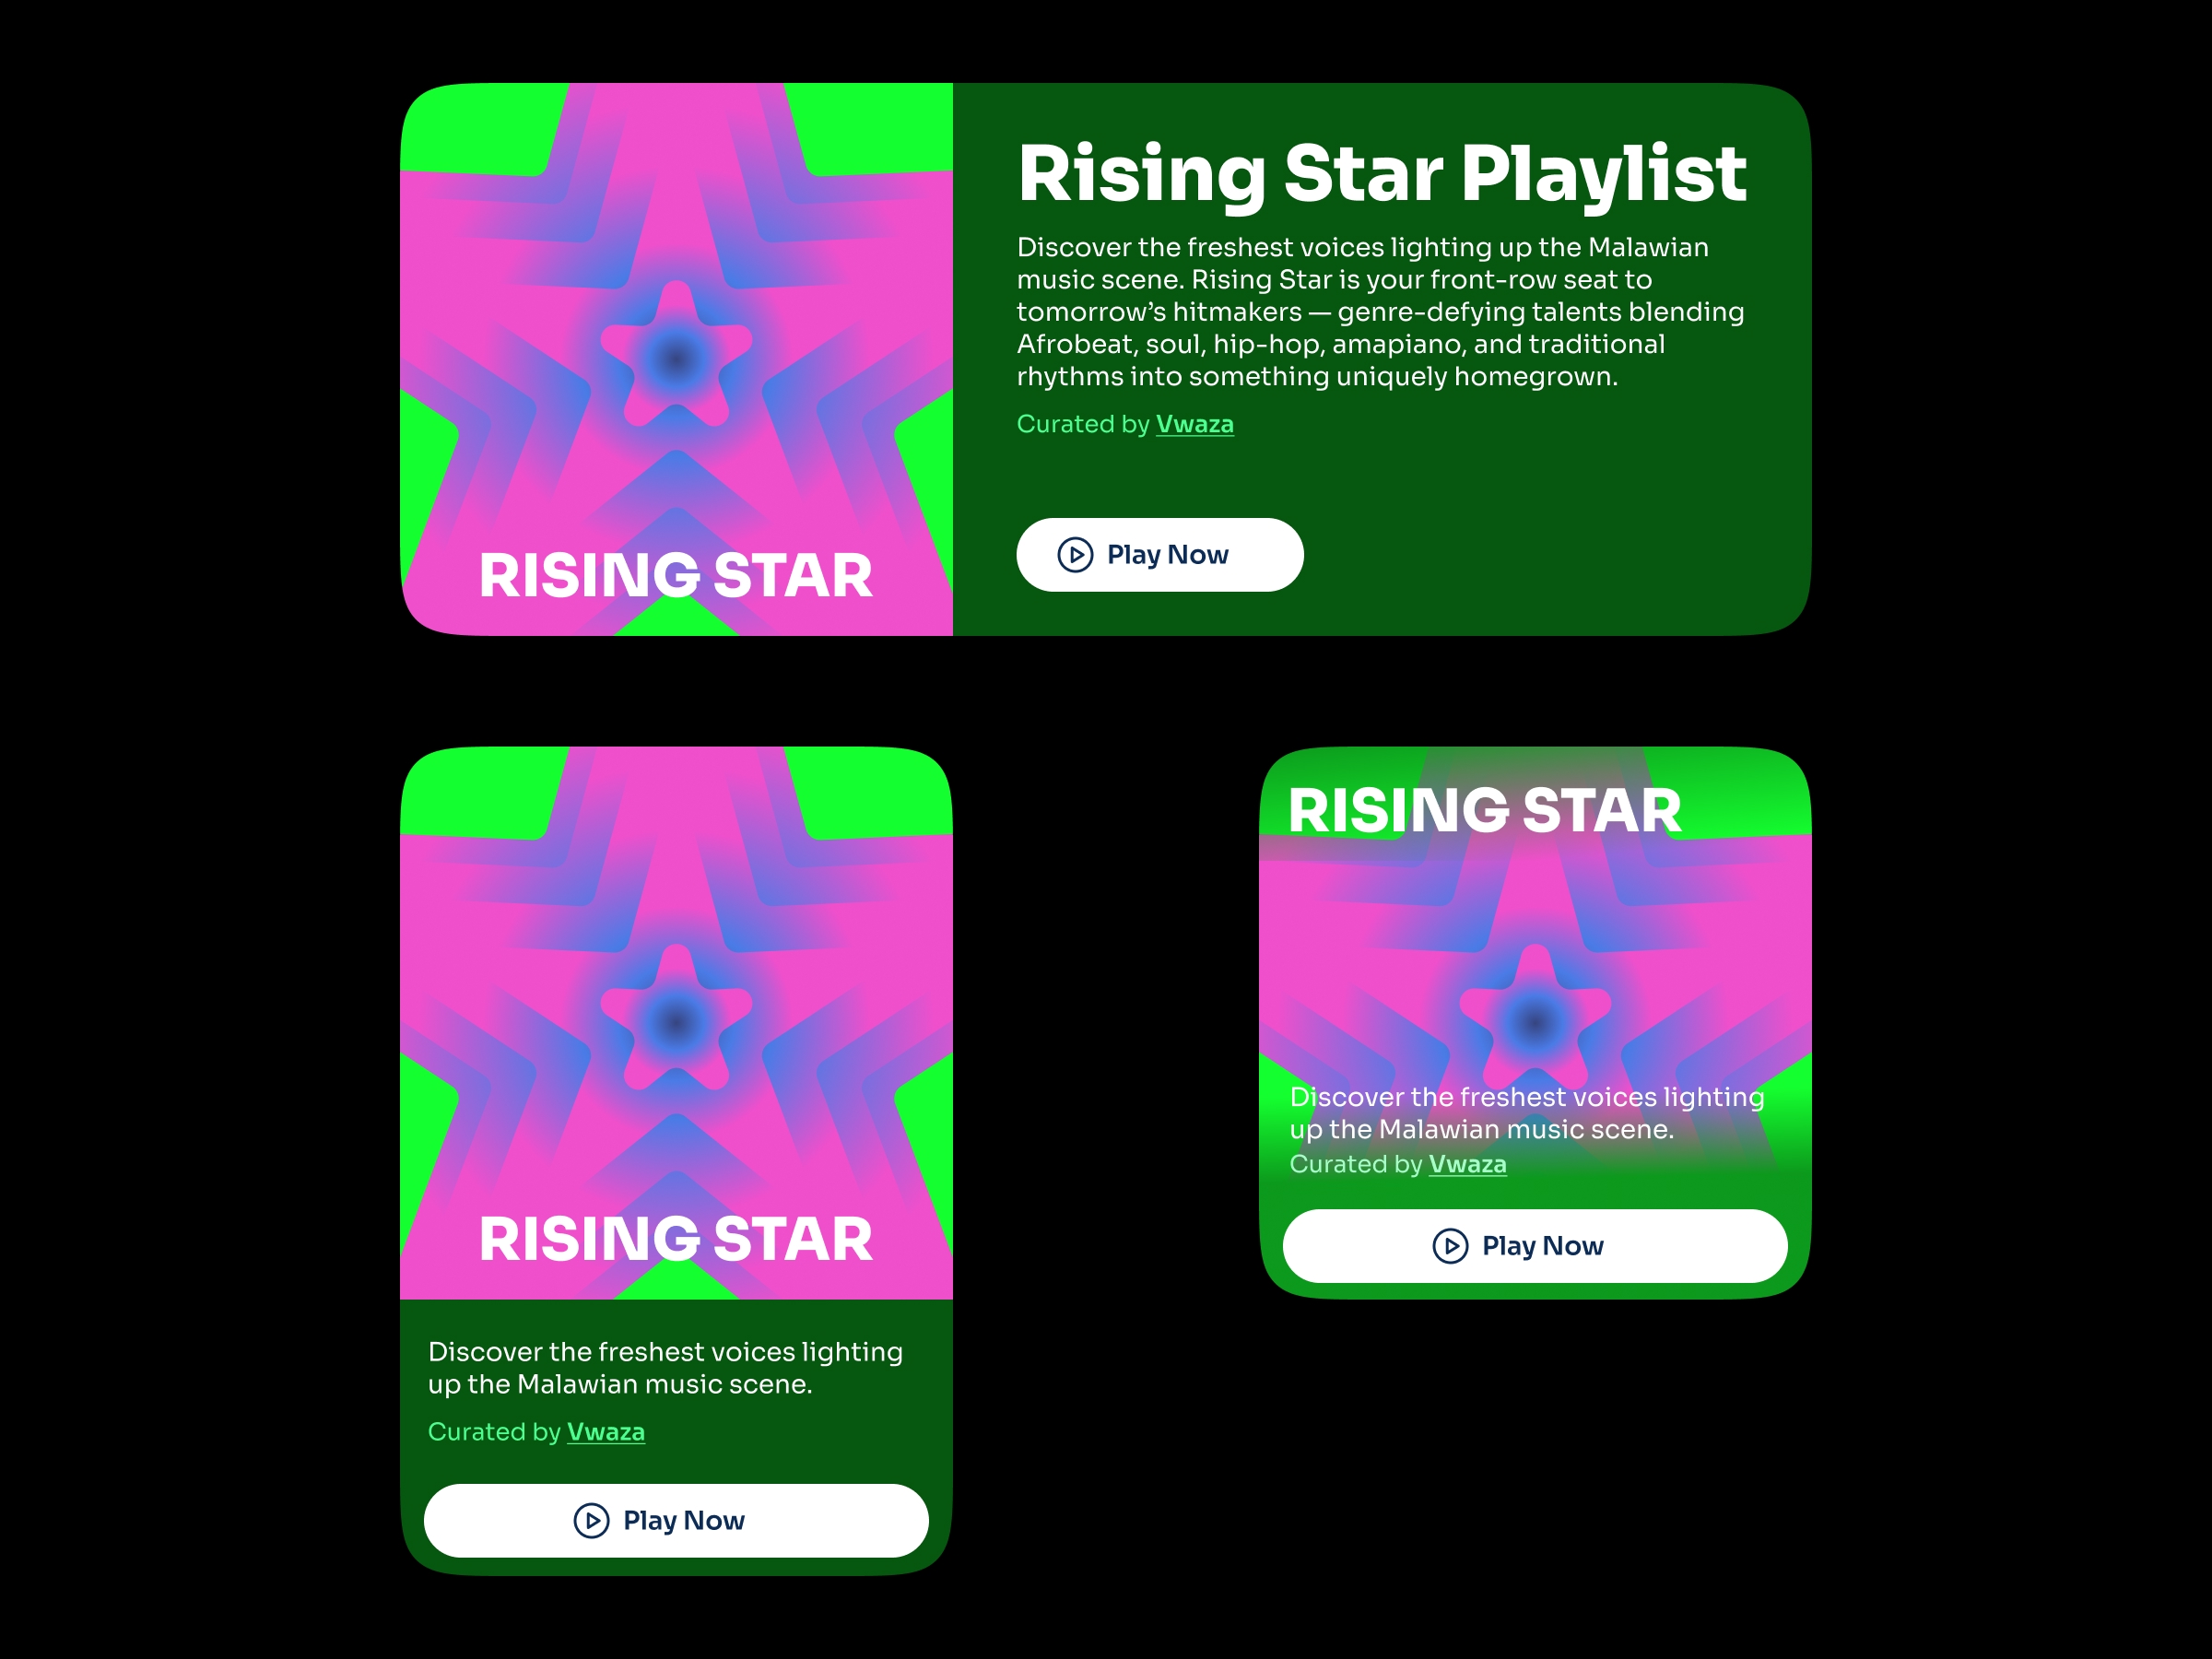 RISING STAR
Rising Star Playlist
Discover the freshest voices lighting up the Malawian
music scene. Rising Star is your front-row seat to
tomorrow’s hitmakers — genre-defying talents blending
Afrobeat, soul, hip-hop, amapiano, and traditional
rhythms into something uniquely homegrown.
Curated by Vwaza
Play Now
RISING STAR
Discover the freshest voices lighting
up the Malawian music scene.
Curated by Vwaza
Play Now
RISING STAR
Discover the freshest voices lighting
up the Malawian music scene.
Curated by Vwaza
Play Now